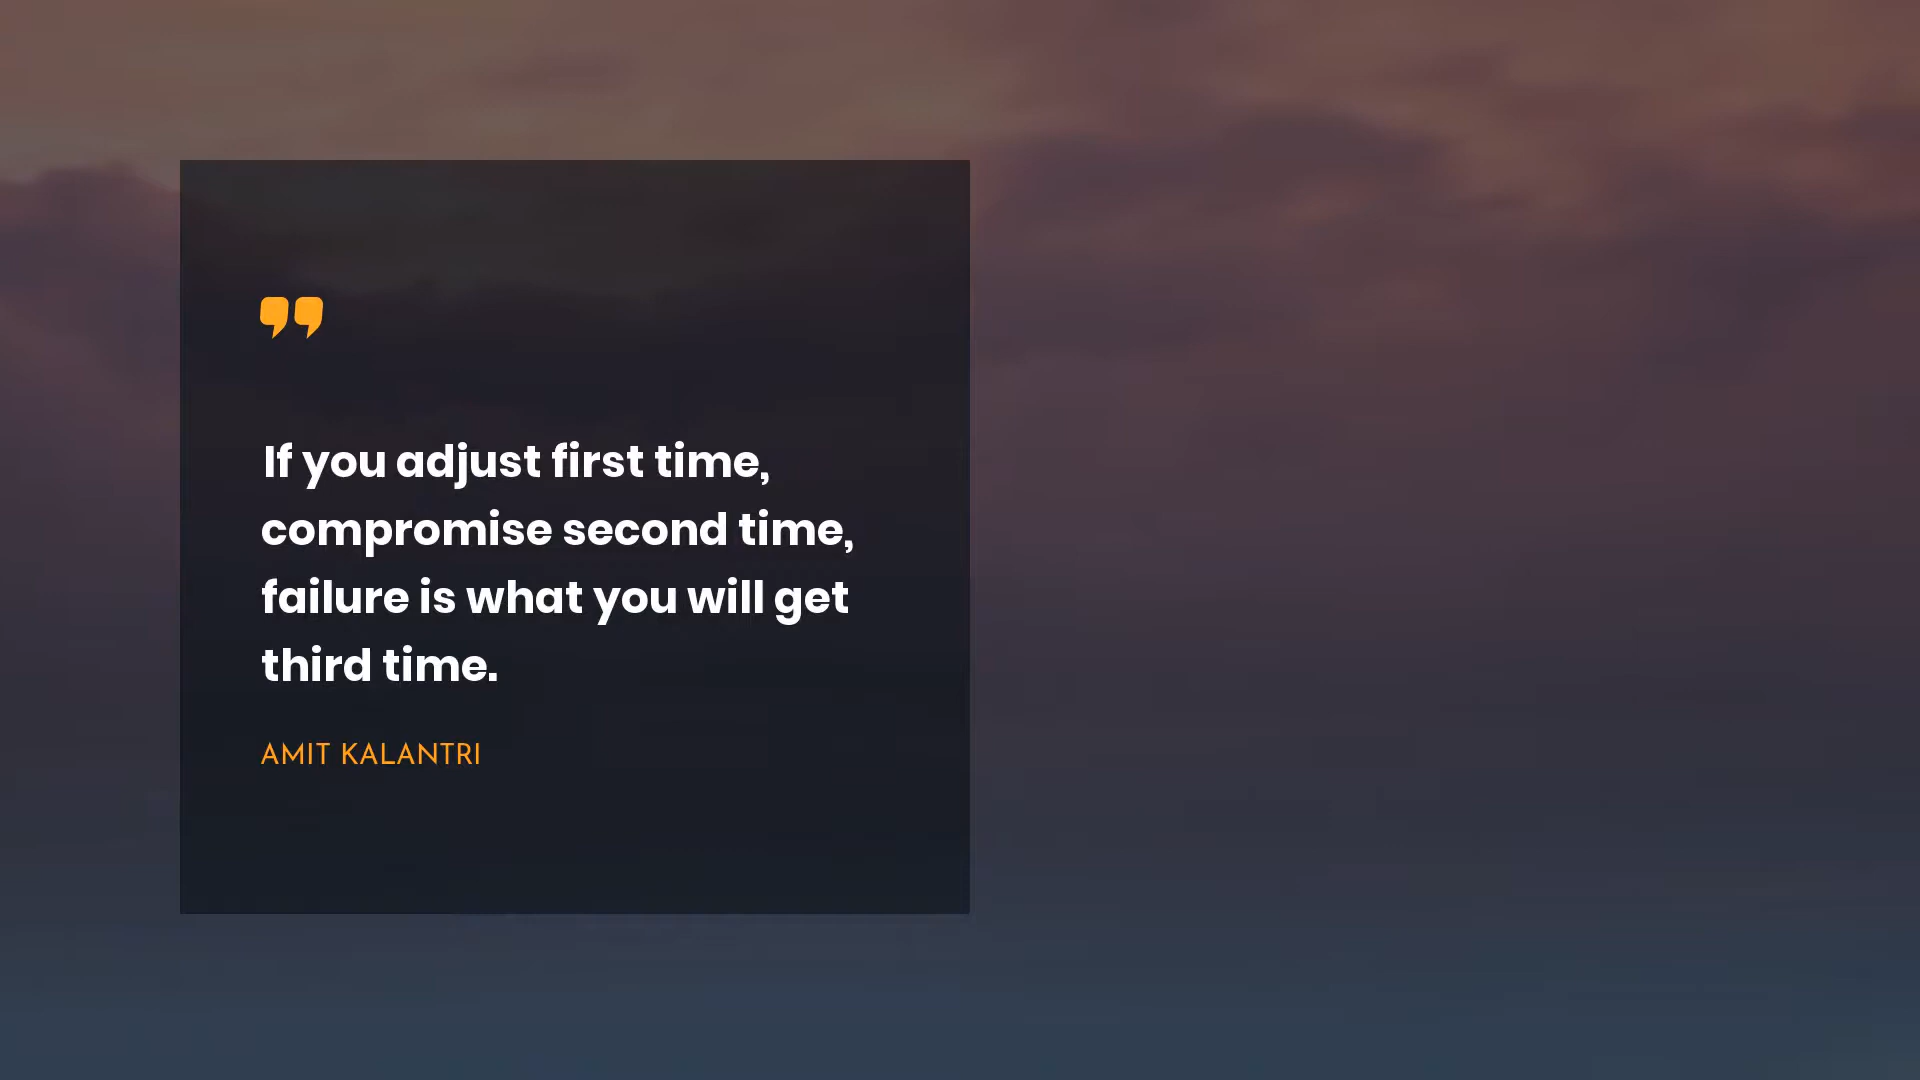 If you adjust first time,
compromise second time,
failure is what you will get
third time.
AMIT KALANTRI